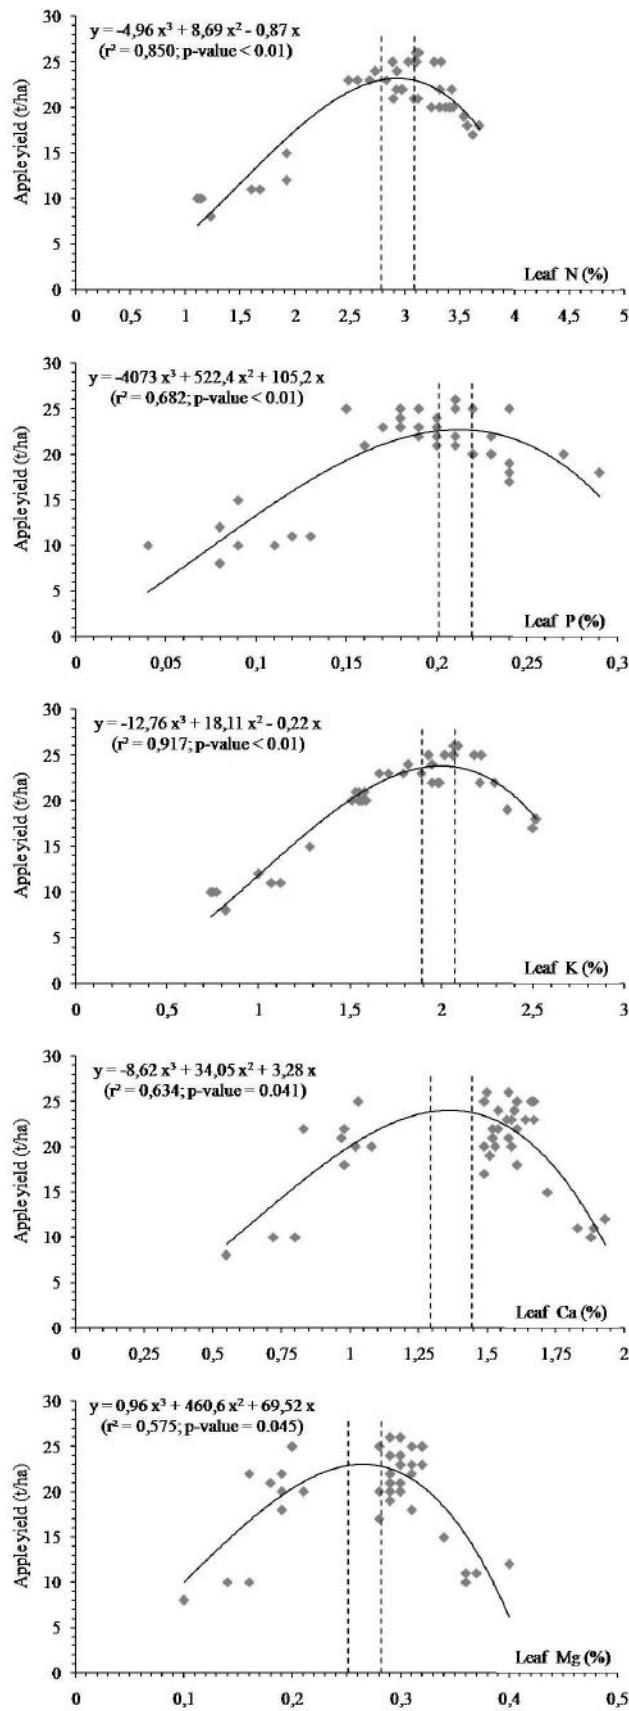 y = -4,96 x³ + 8,69 x² - 0,87 x
(r² = 0,850; p-value < 0.01)
Apple yield (t/ha)
30
25
20
15
10
5
0
Leaf N (%)
0 0,5 1 1,5 2 2,5 3 3,5 4 4,5 5
y = -4073 x³ + 522,4 x² + 105,2 x
(r² = 0,682; p-value < 0.01)
Apple yield (t/ha)
30
25
20
15
10
5
0
Leaf P (%)
0 0,05 0,1 0,15 0,2 0,25 0,3
y = -12,76 x³ + 18,11 x² - 0,22 x
(r² = 0,917; p-value < 0.01)
Apple yield (t/ha)
30
25
20
15
10
5
0
Leaf K (%)
0 0,5 1 1,5 2 2,5 3
y = -8,62 x³ + 34,05 x² + 3,28 x
(r² = 0,634; p-value = 0.041)
Apple yield (t/ha)
30
25
20
15
10
5
0
Leaf Ca (%)
0 0,25 0,5 0,75 1 1,25 1,5 1,75 2
y = 0,96 x³ + 460,6 x² + 69,52 x
(r² = 0,575; p-value = 0.045)
Apple yield (t/ha)
30
25
20
15
10
5
0
Leaf Mg (%)
0 0,1 0,2 0,3 0,4 0,5